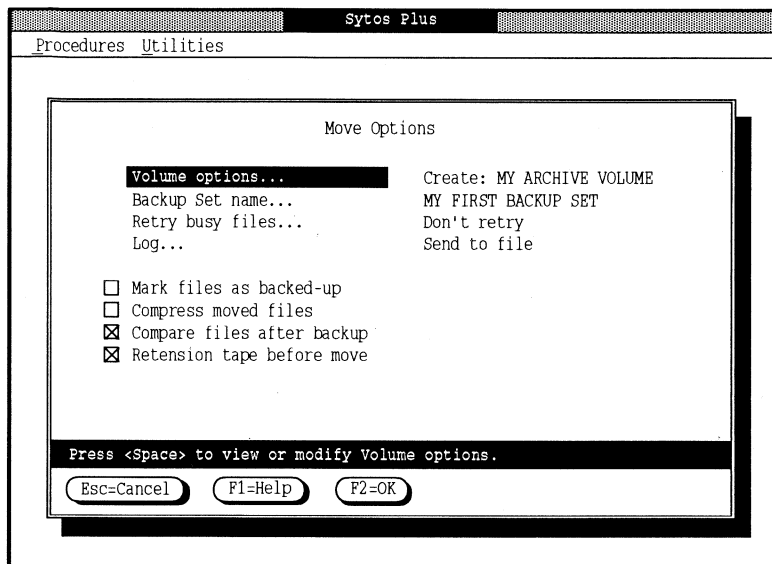 Sytos Plus
Procedures Utilities
Move Options
Volume options... Create: MY ARCHIVE VOLUME
Backup Set name... MY FIRST BACKUP SET
Retry busy files... Don't retry
Log... Send to file
Mark files as backed-up
Compress moved files
Compare files after backup
Retension tape before move
Press <Space> to view or modify Volume options.
Esc=Cancel F1=Help F2=OK